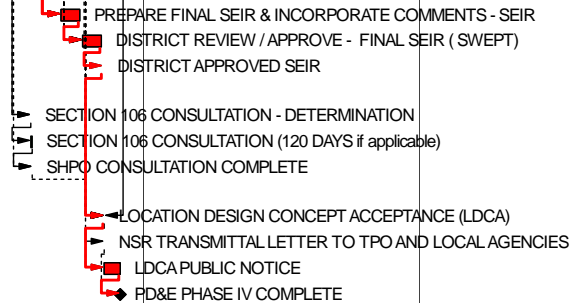 PREPARE FINAL SEIR & INCORPORATE COMMENTS - SEIR
DISTRICT REVIEW / APPROVE - FINAL SEIR ( SWEPT)
DISTRICT APPROVED SEIR
SECTION 106 CONSULTATION - DETERMINATION
SECTION 106 CONSULTATION (120 DAYS if applicable)
SHPO CONSULTATION COMPLETE
LOCATION DESIGN CONCEPT ACCEPTANCE (LDCA)
NSR TRANSMITTAL LETTER TO TPO AND LOCAL AGENCIES
LDCA PUBLIC NOTICE
PD&E PHASE IV COMPLETE